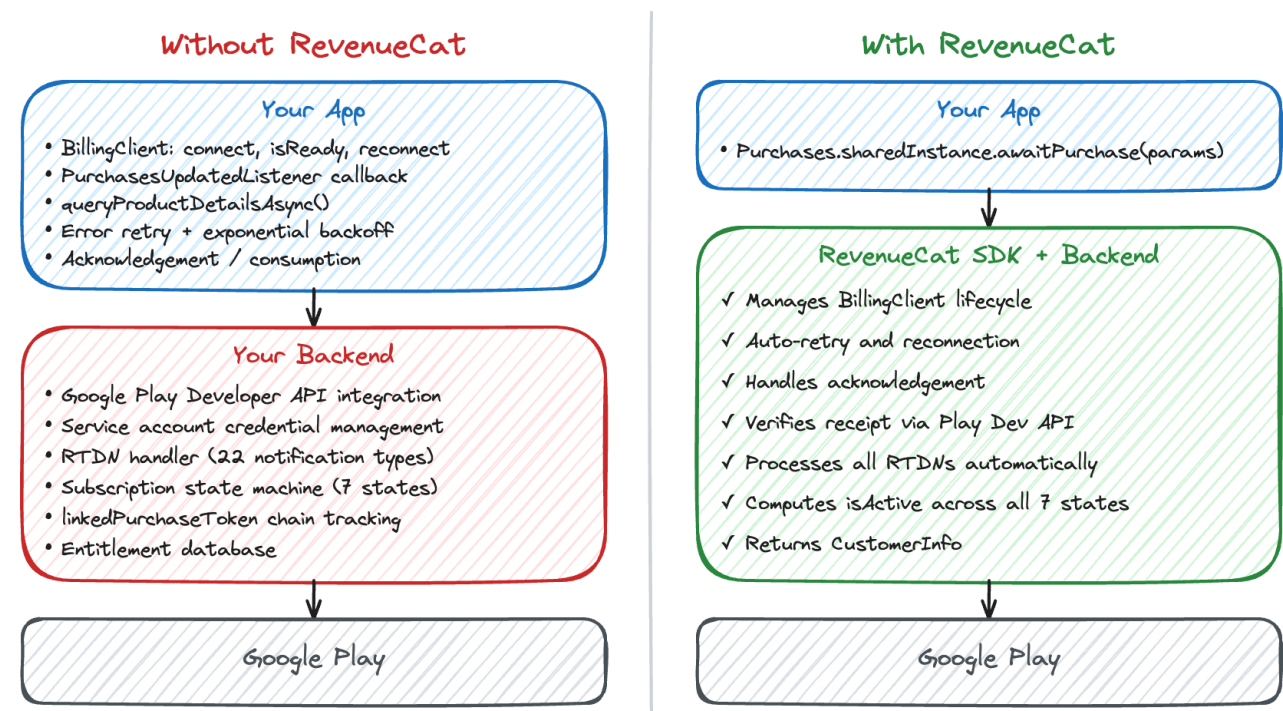 Without RevenueCat
Your App
• BillingClient: connect, isReady, reconnect
• PurchasesUpdatedListener callback
• queryProductDetailsAsync()
• Error retry + exponential backoff
• Acknowledgement / consumption
Your Backend
• Google Play Developer API integration
• Service account credential management
• RTDN handler (22 notification types)
• Subscription state machine (7 states)
• linkedPurchaseToken chain tracking
• Entitlement database
Google Play
With RevenueCat
Your App
• Purchases.sharedInstance.awaitPurchase(params)
RevenueCat SDK + Backend
✓ Manages BillingClient lifecycle
✓ Auto-retry and reconnection
✓ Handles acknowledgement
✓ Verifies receipt via Play Dev API
✓ Processes all RTDNs automatically
✓ Computes isActive across all 7 states
✓ Returns CustomerInfo
Google Play